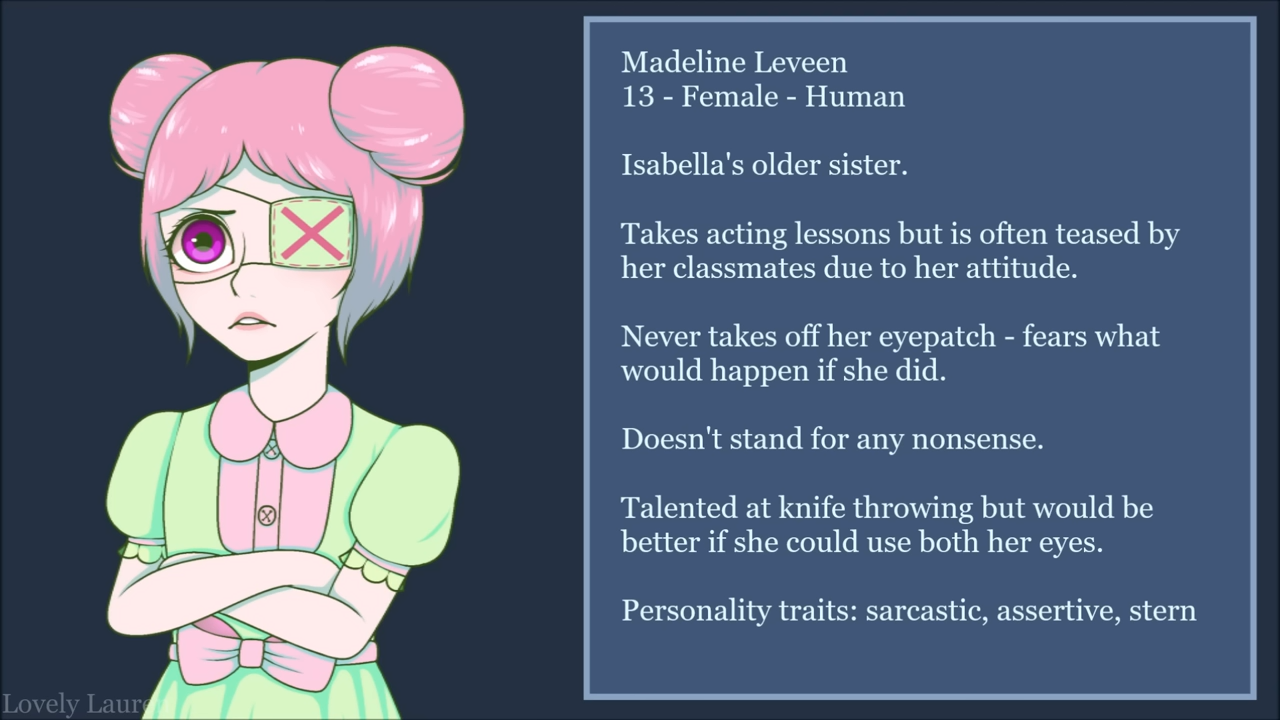 Madeline Leveen
13 - Female - Human
Isabella's older sister.
Takes acting lessons but is often teased by
her classmates due to her attitude.
Never takes off her eyepatch - fears what
would happen if she did.
Doesn't stand for any nonsense.
Talented at knife throwing but would be
better if she could use both her eyes.
Personality traits: sarcastic, assertive, stern
Lovely